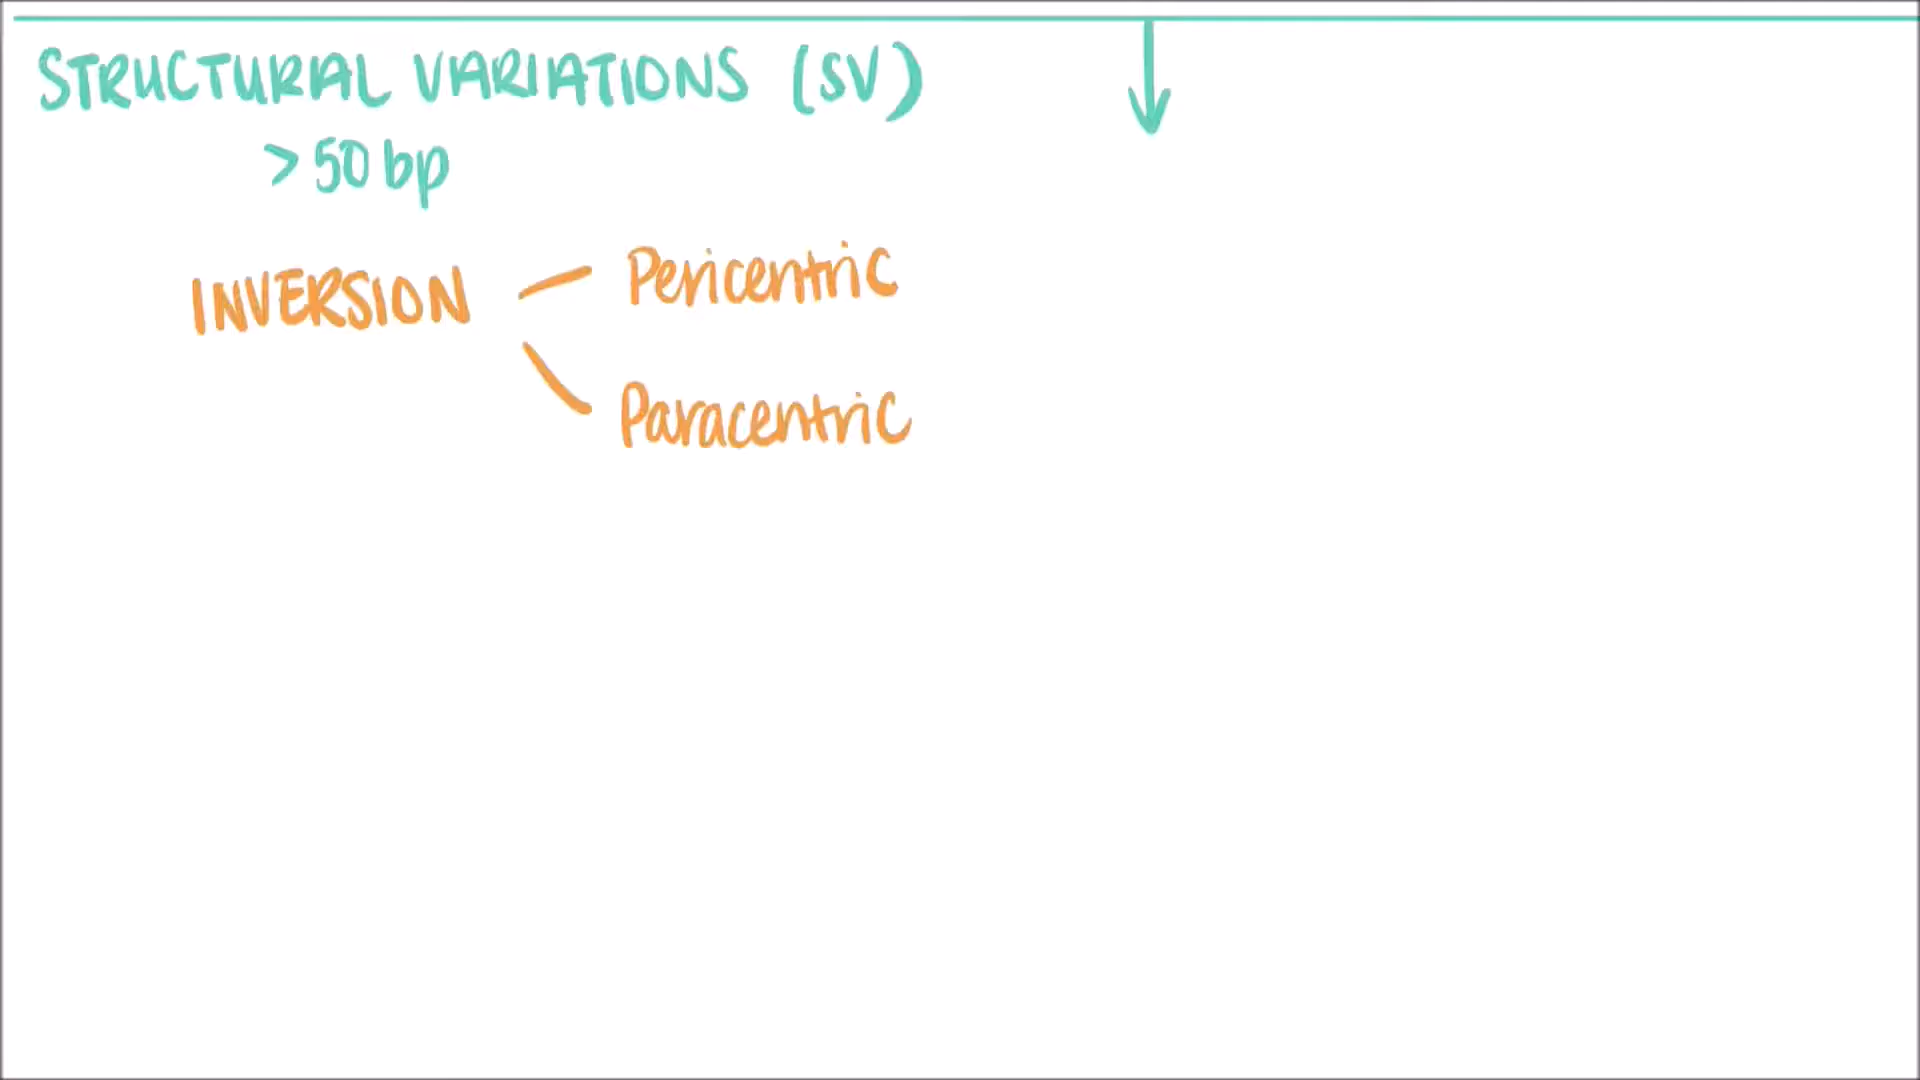 STRUCTURAL VARIATIONS (SV)
> 50 bp
INVERSION
Pericentric
Paracentric